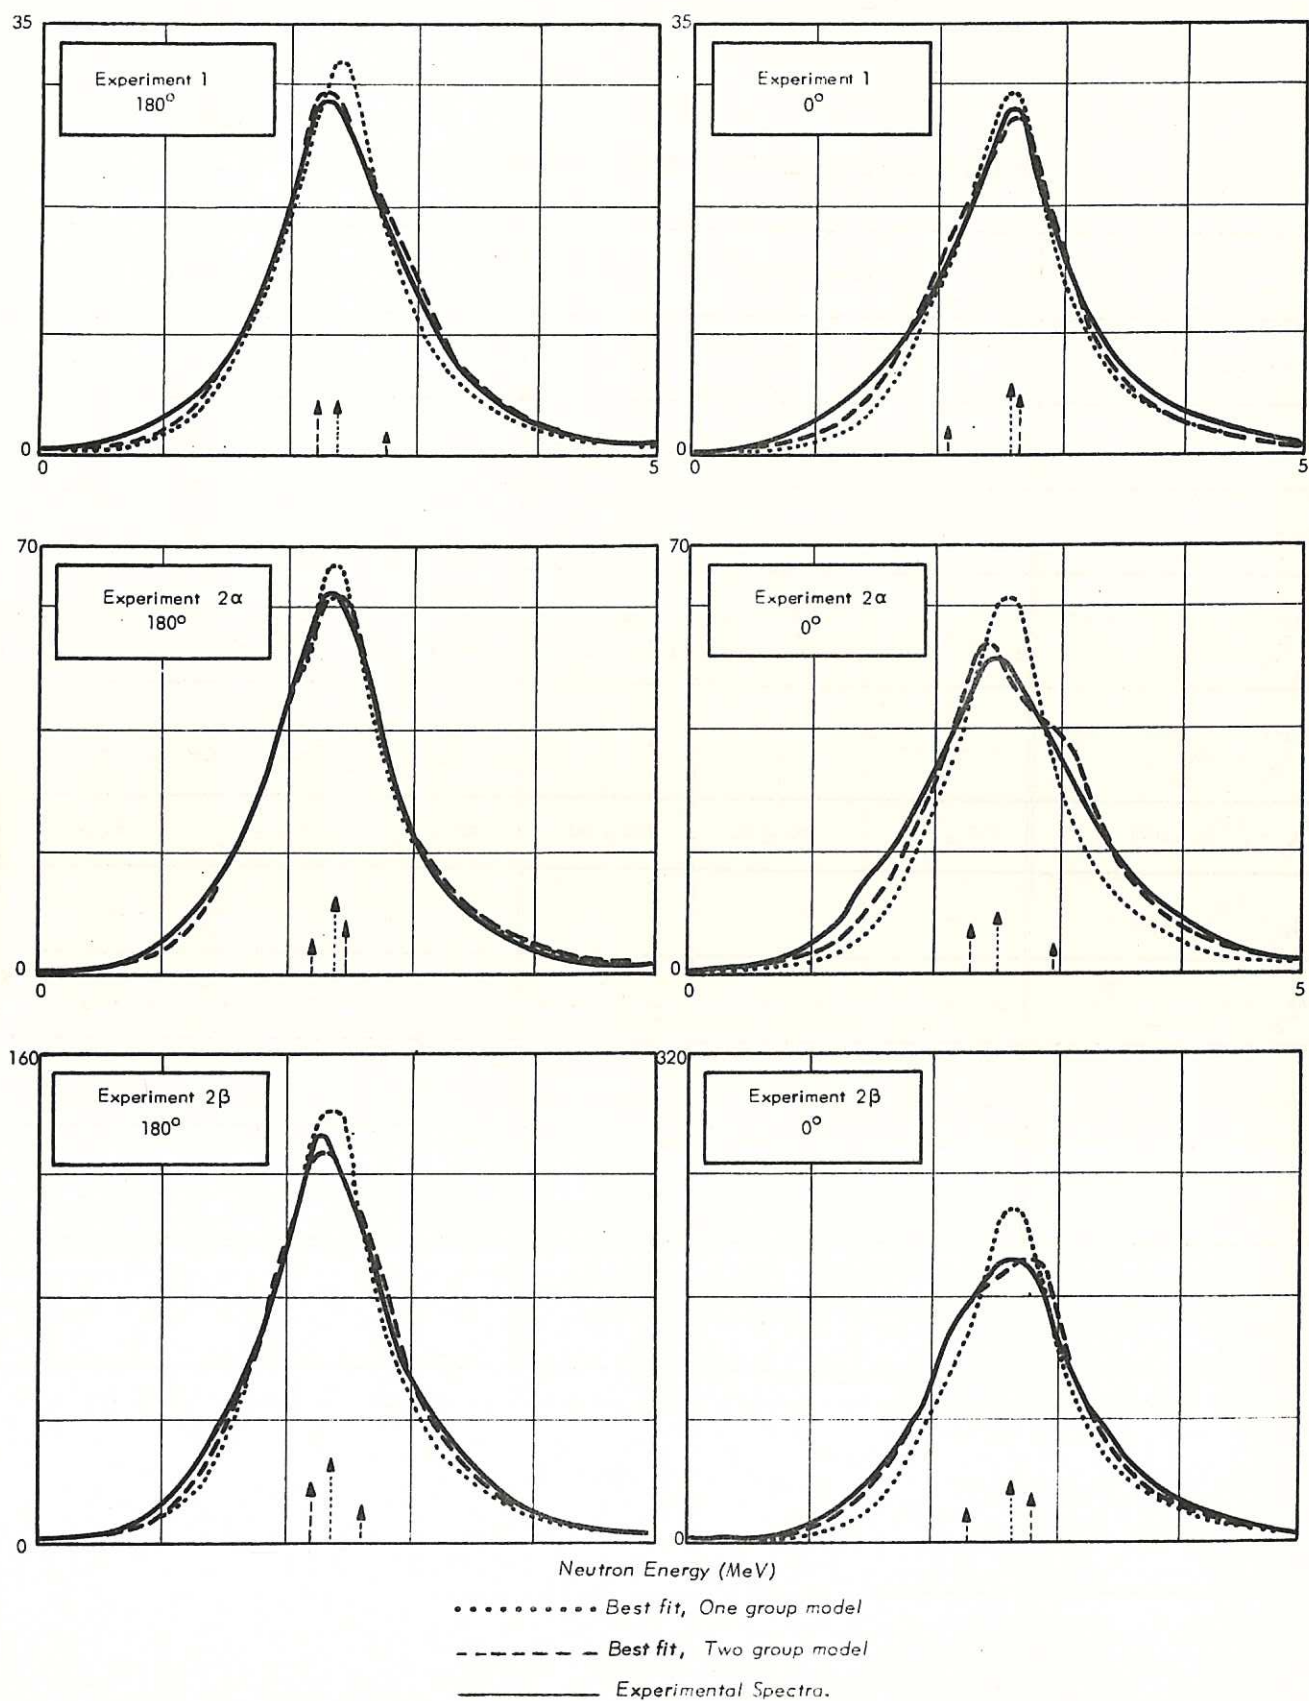 35
Experiment 1
180°
0
0
5
35
Experiment 1
0°
0
0
5
70
Experiment 2α
180°
0
0
70
Experiment 2α
0°
0
0
5
160
Experiment 2β
180°
0
320
Experiment 2β
0°
0
Neutron Energy (MeV)
Best fit, One group model
Best fit, Two group model
Experimental Spectra.